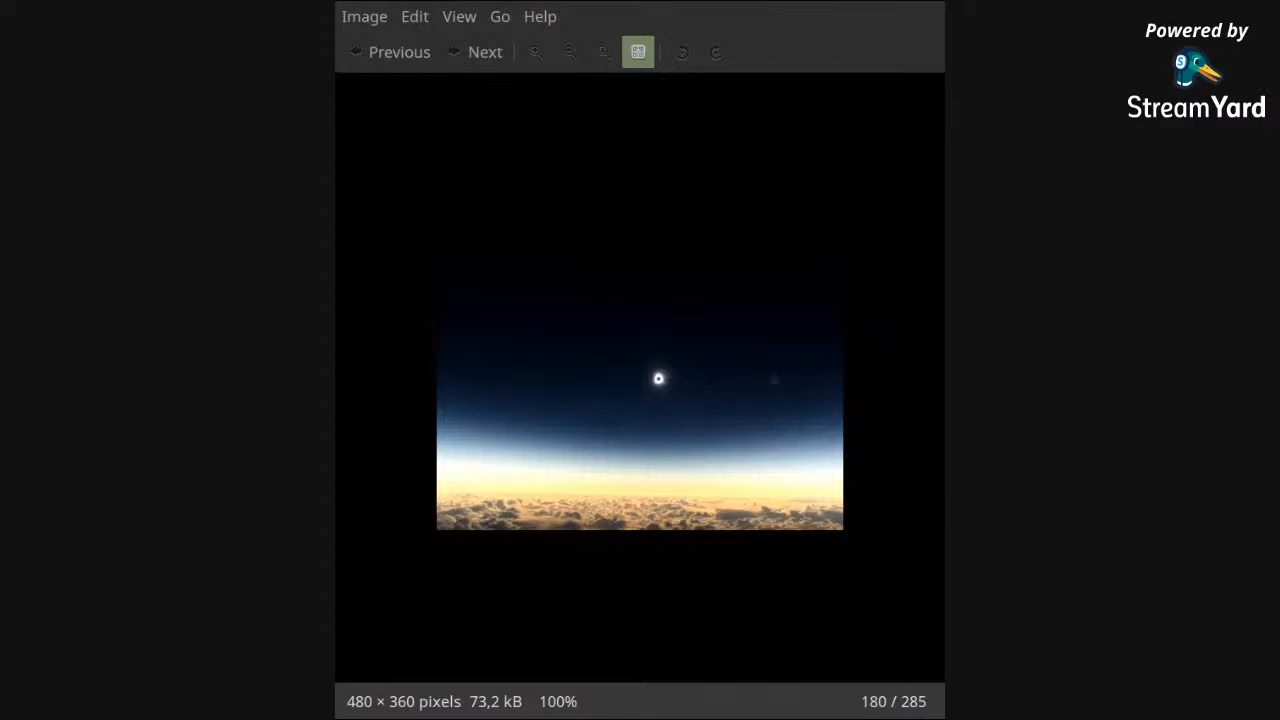 Image Edit View Go Help
Previous Next
Powered by
StreamYard
480 × 360 pixels 73,2 kB 100% 180 / 285